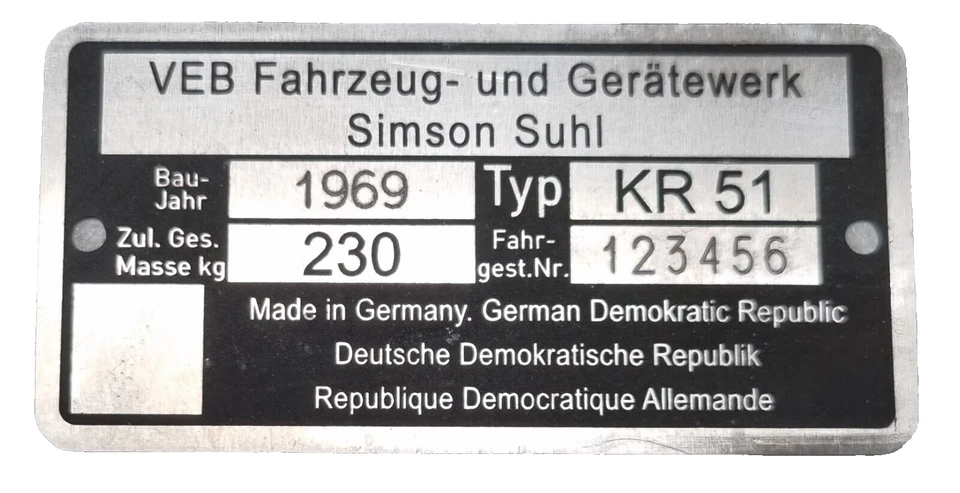 VEB Fahrzeug- und Gerätewerk
Simson Suhl
Bau-
Jahr
1969
Typ
KR 51
Zul. Ges.
Masse kg
230
Fahr-
gest.Nr.
123456
Made in Germany. German Demokratic Republic
Deutsche Demokratische Republik
Republique Democratique Allemande